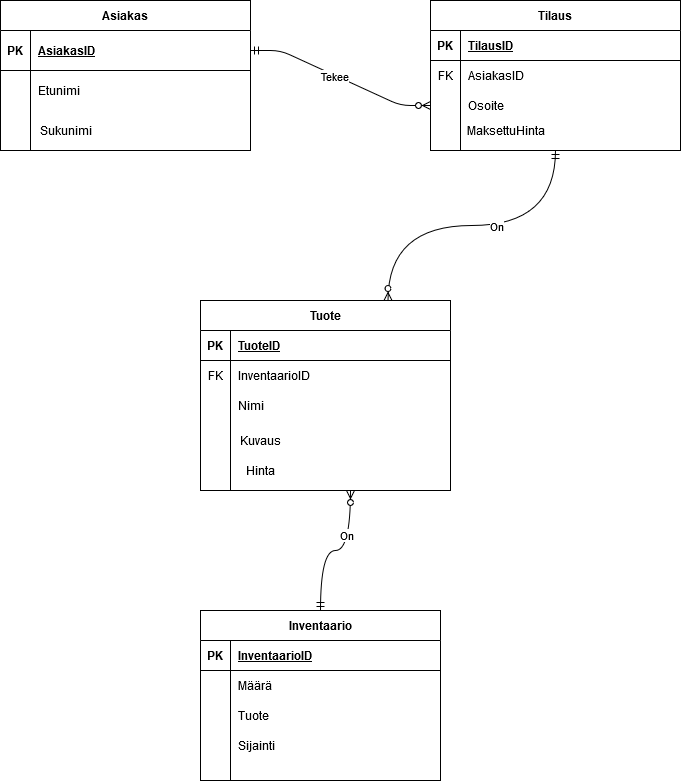 Asiakas
PK AsiakasID
Etunimi
Sukunimi
Tekee
Tilaus
PK TilausID
FK AsiakasID
Osoite
MaksettuHinta
On
Tuote
PK TuoteID
FK InventaarioID
Nimi
Kuvaus
Hinta
On
Inventaario
PK InventaarioID
Määrä
Tuote
Sijainti